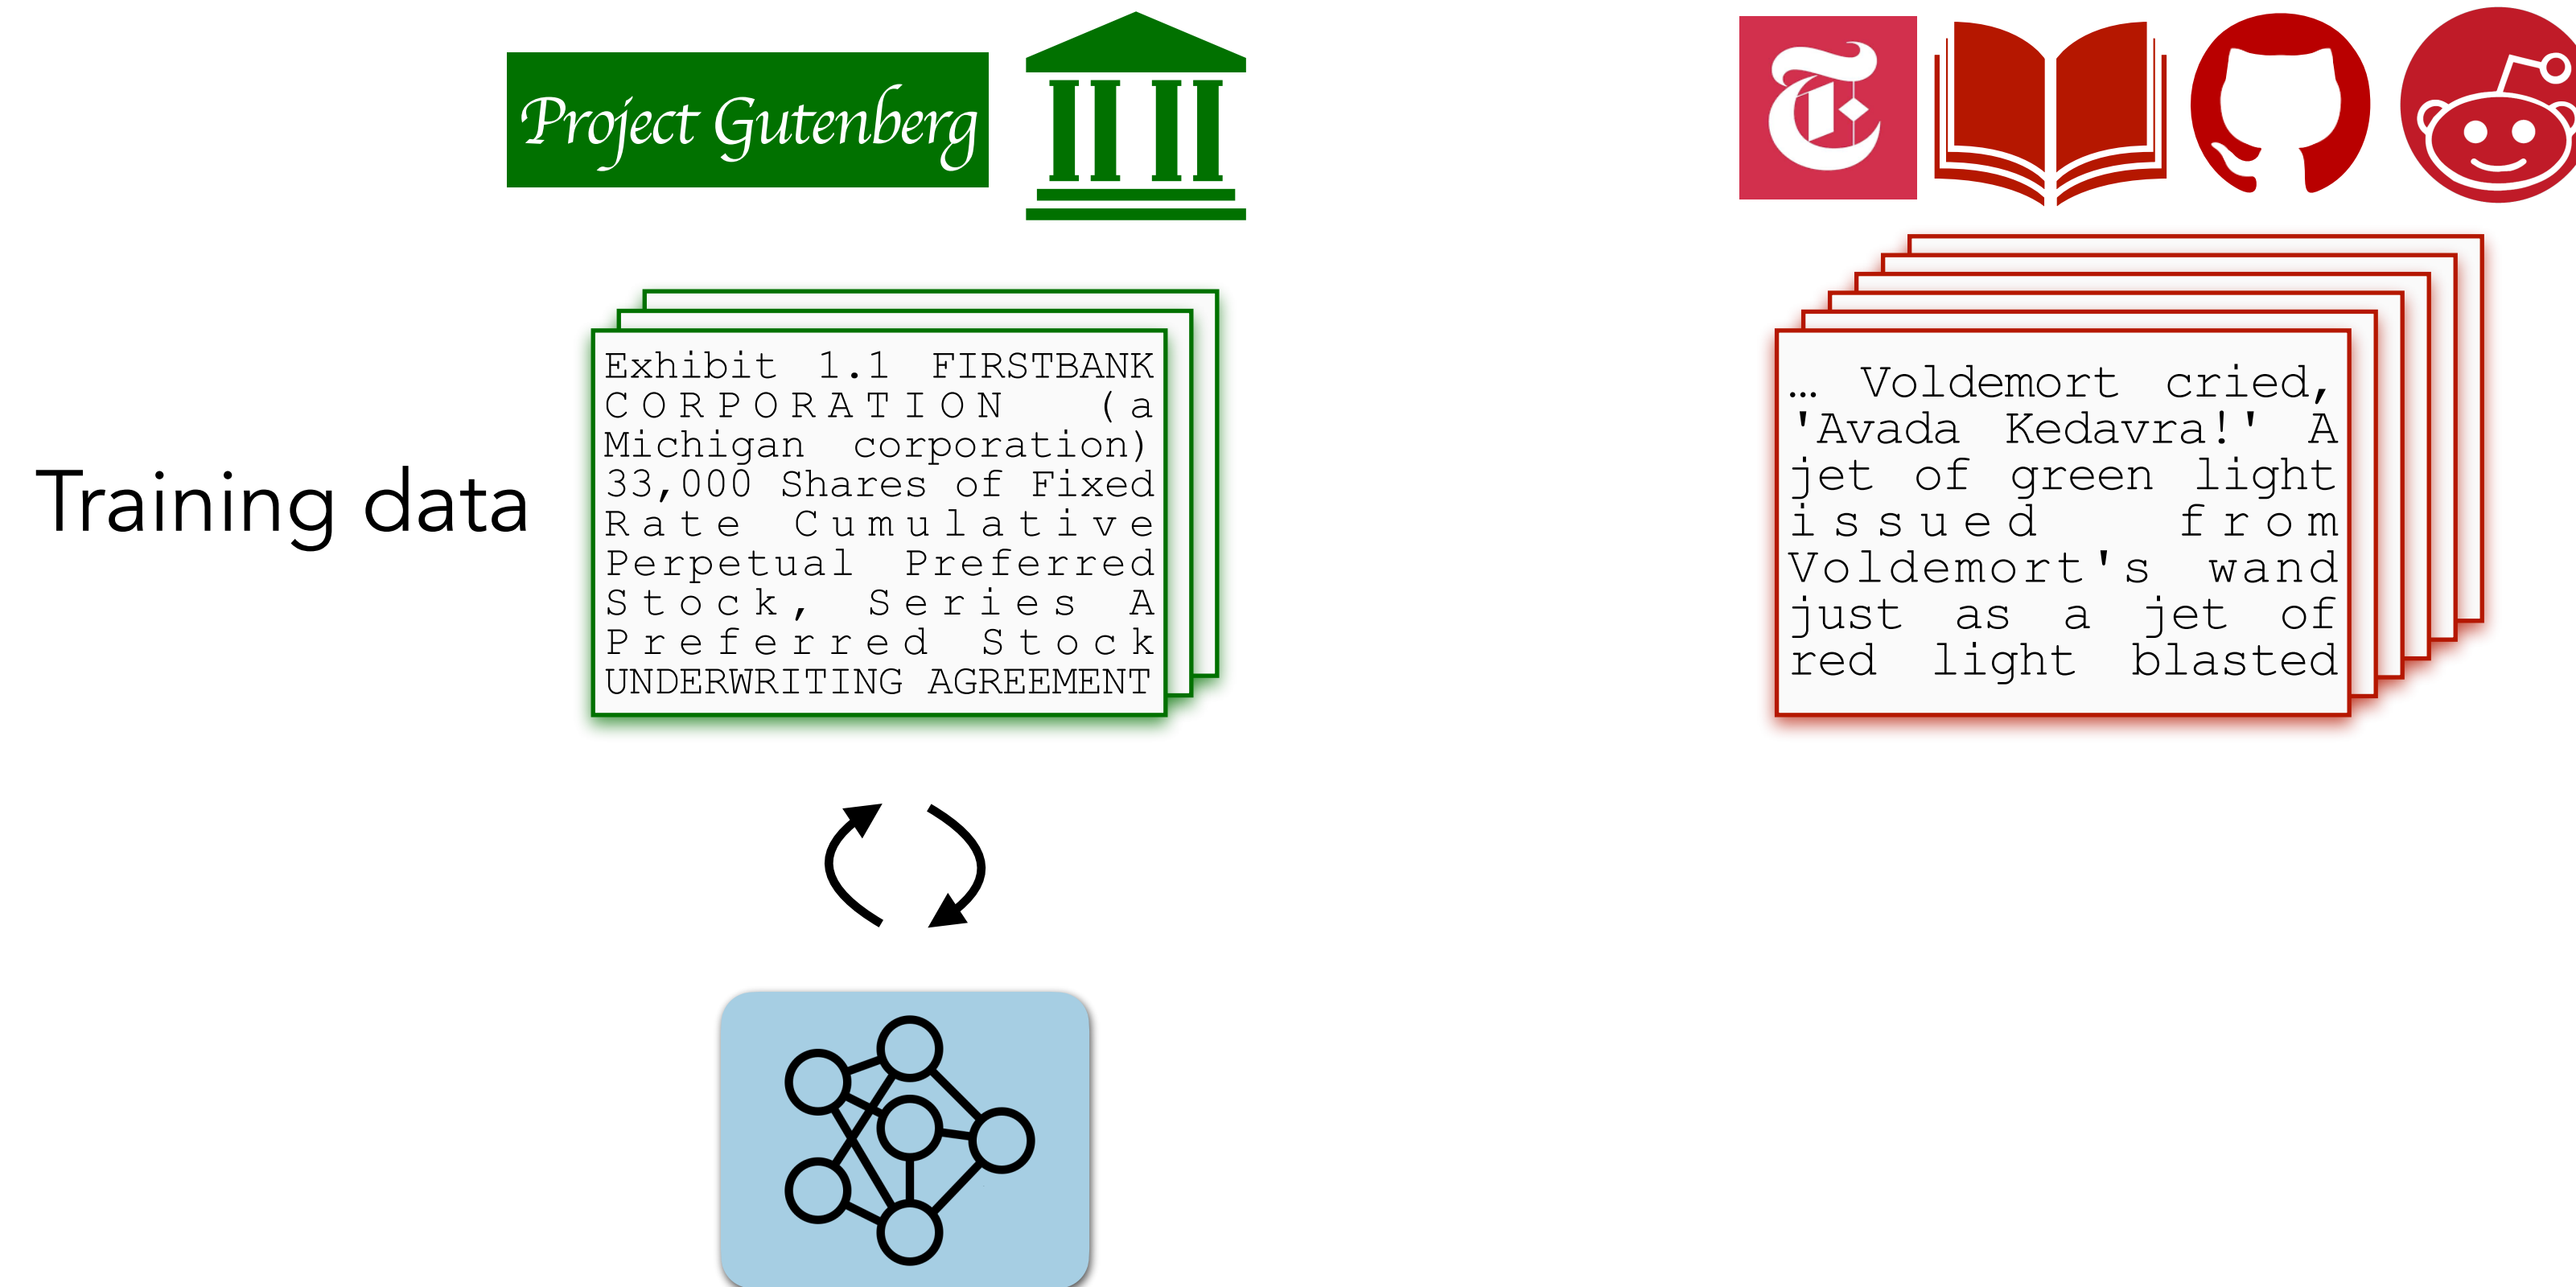 Project Gutenberg
Training data
Exhibit 1.1 FIRSTBANK
CORPORATION (a
Michigan corporation)
33,000 Shares of Fixed
Rate Cumulative
Perpetual Preferred
Stock, Series A
Preferred Stock
UNDERWRITING AGREEMENT
… Voldemort cried,
'Avada Kedavra!' A
jet of green light
issued from
Voldemort's wand
just as a jet of
red light blasted